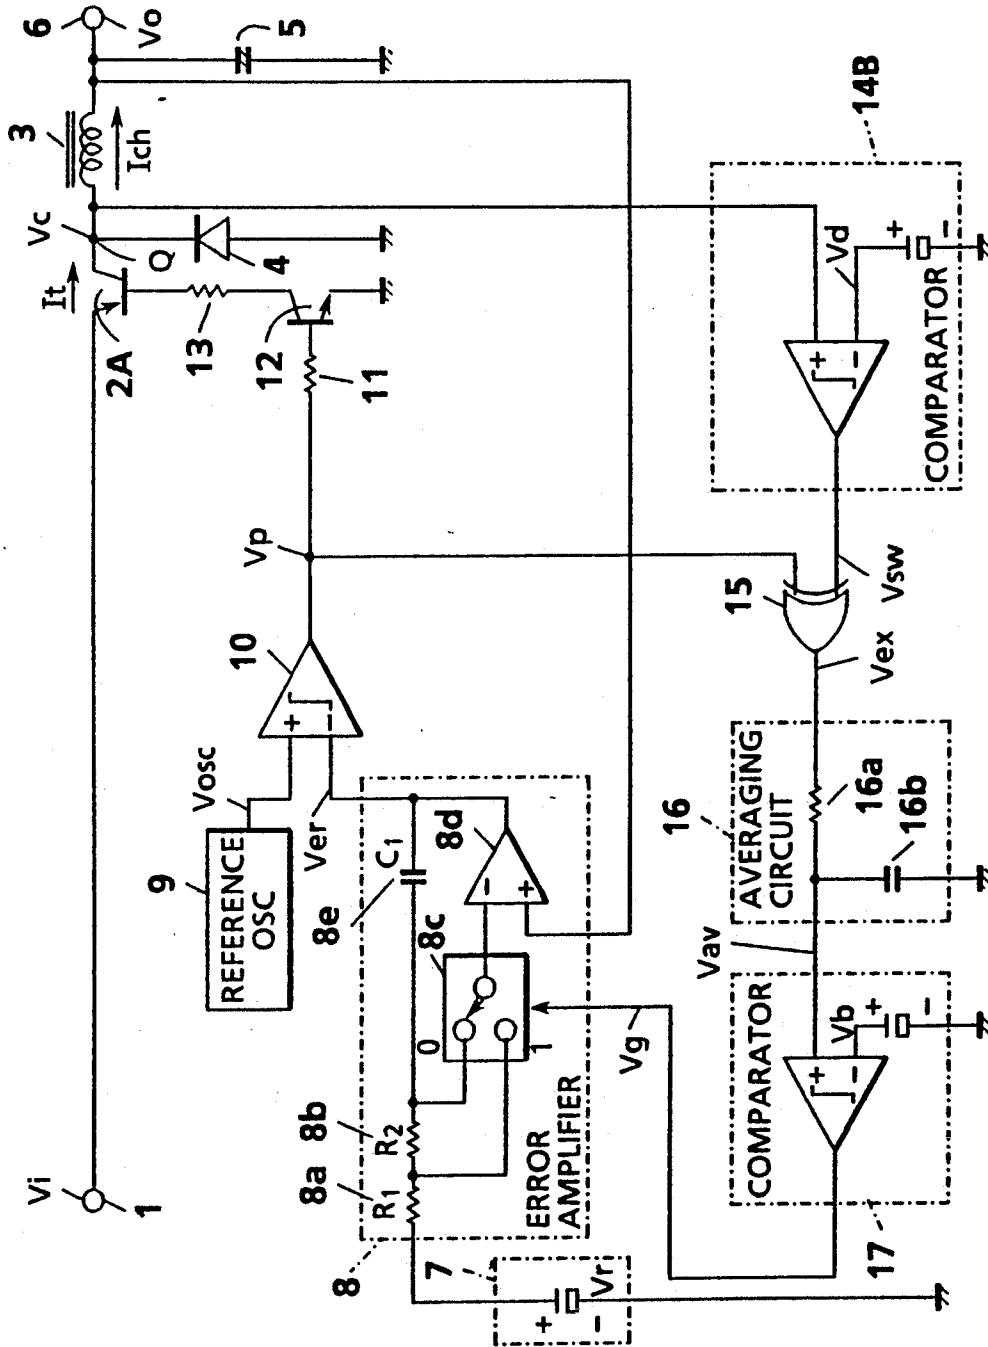 Vi
1
It
2A
Vc
Q
3
Ich
6
Vo
5
4
13
12
11
Vp
10
+
−
Vosc
Ver
9
REFERENCE
OSC
8
8a
R1
8b
R2
8e
C1
8c
0
1
8d
−
+
ERROR
AMPLIFIER
7
+
−
Vr
Vg
14B
+
−
Vd
+
−
COMPARATOR
Vsw
15
Vex
16
AVERAGING
CIRCUIT
16a
16b
Vav
COMPARATOR
+
−
Vb
+
−
17